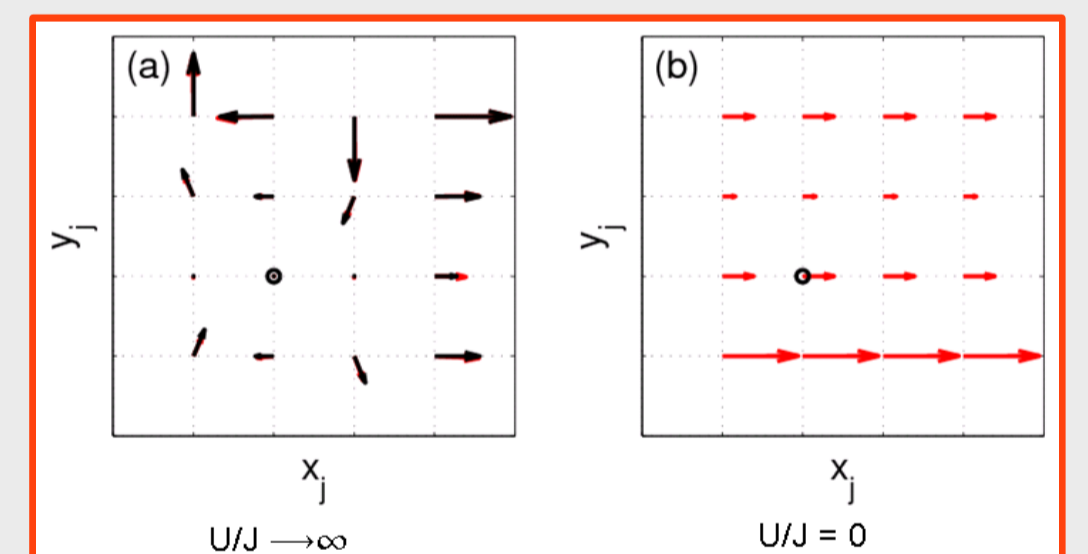 (a)
y_j
x_j
U/J ⟶∞
(b)
y_j
x_j
U/J = 0